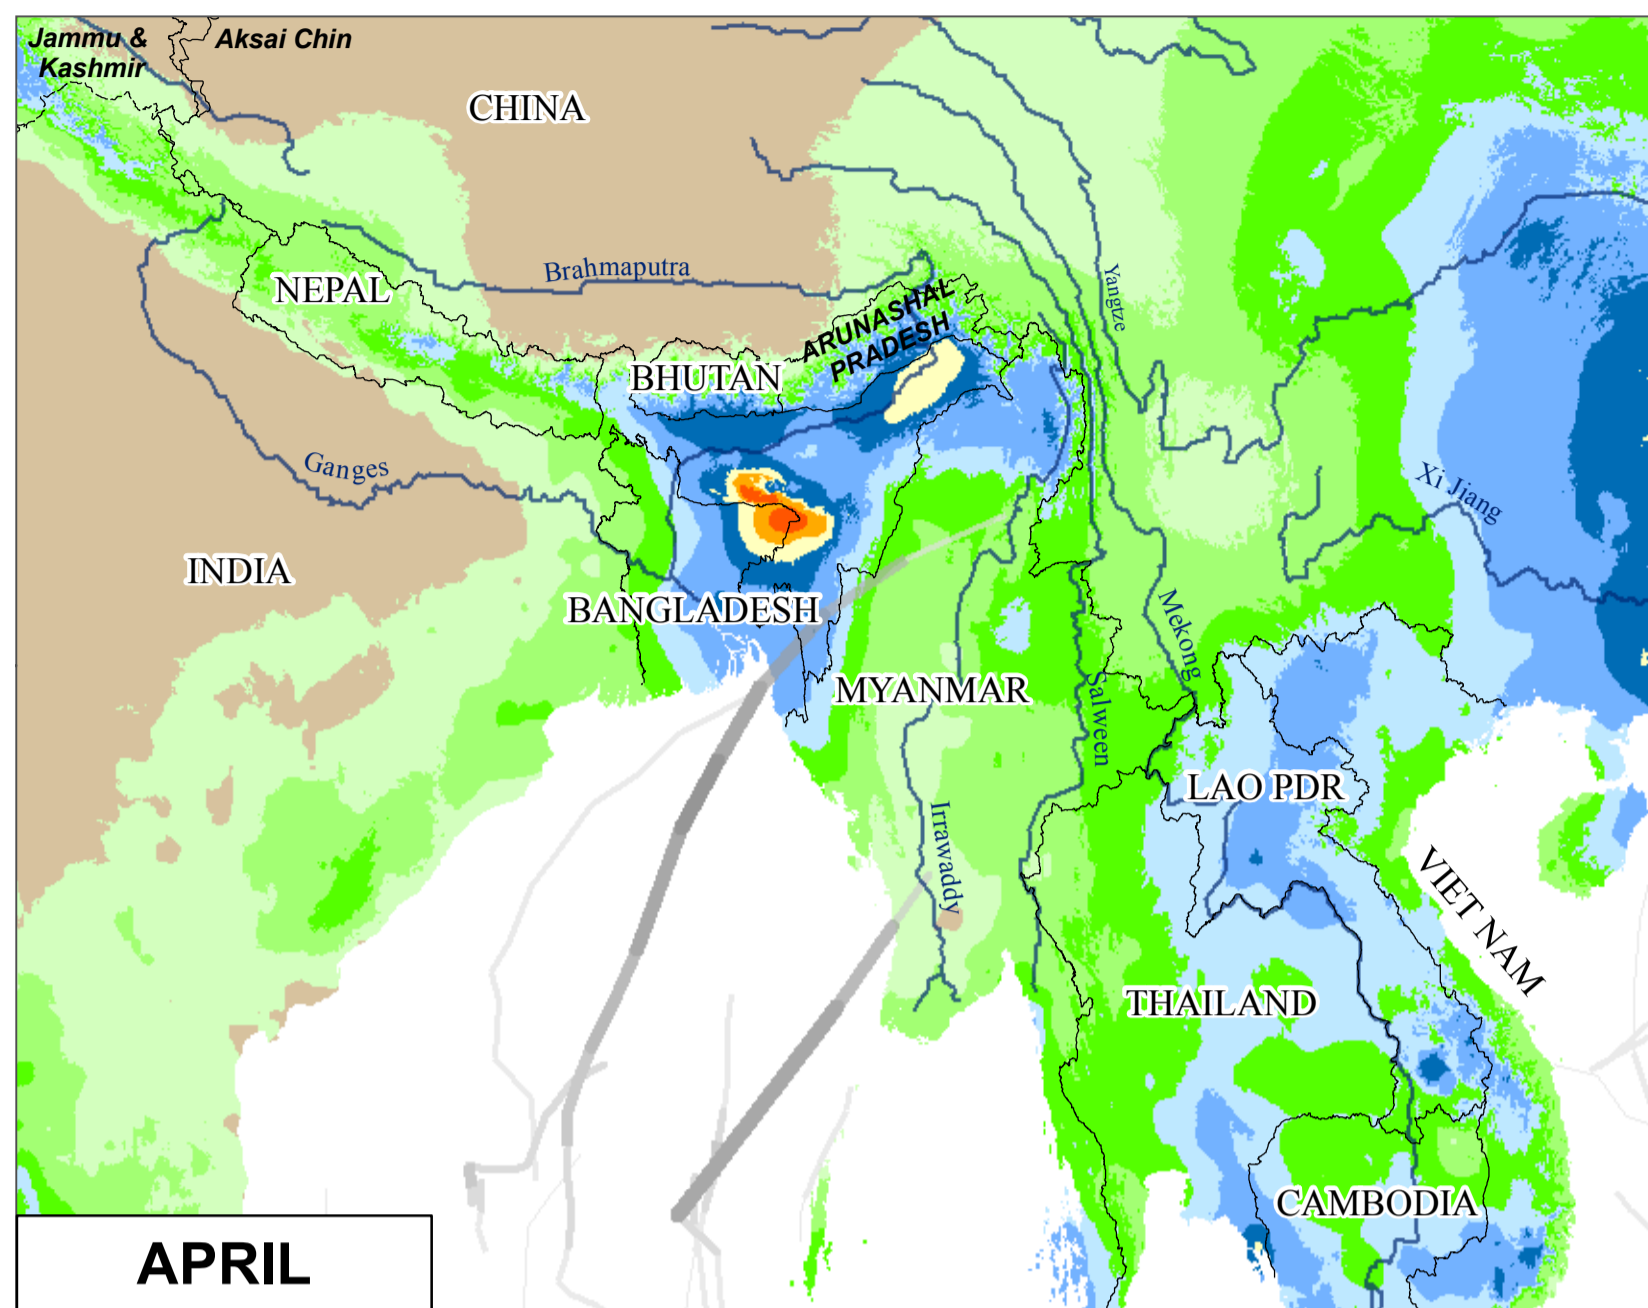 Jammu &
Kashmir
Aksai Chin
CHINA
Brahmaputra
NEPAL
Yangtze
ARUNASHAL
PRADESH
BHUTAN
Ganges
Xi Jiang
INDIA
BANGLADESH
Mekong
MYANMAR
Salween
LAO PDR
Irrawaddy
VIET NAM
THAILAND
CAMBODIA
APRIL